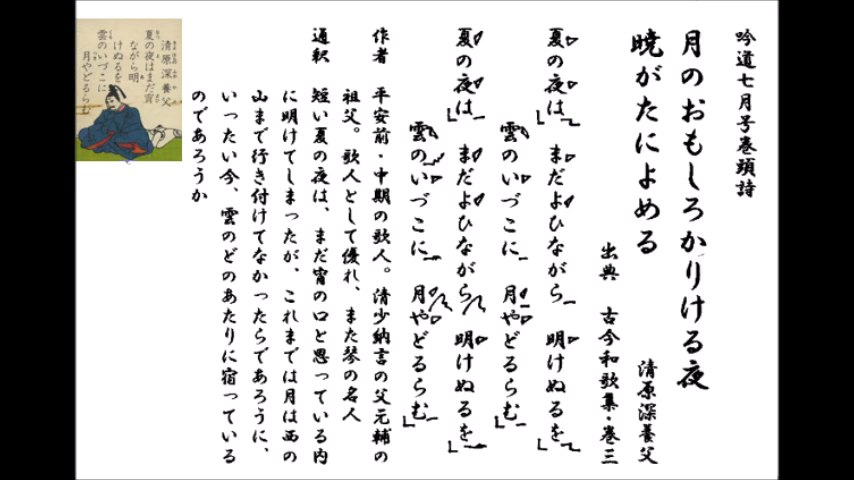 吟道七月号巻頭詩
月のおもしろかりける夜
暁がたによめる
清原深養父
出典 古今和歌集・巻三
夏の夜は まだよひながら 明けぬるを
雲のいづこに 月やどるらむ
夏の夜は まだよひながら 明けぬるを
雲のいづこに 月やどるらむ
作者 平安前・中期の歌人。清少納言の父元輔の
祖父。歌人として優れ、また琴の名人
通釈 短い夏の夜は、まだ宵の口と思っている内
に明けてしまったが、これまでは月は西の
山まで行き付けてなかったらであろうに、
いったい今、雲のどのあたりに宿っている
のであろうか
清原深養父
夏の夜はまだ宵
ながら明
けぬるを
雲のいづこに
月やどるらむ